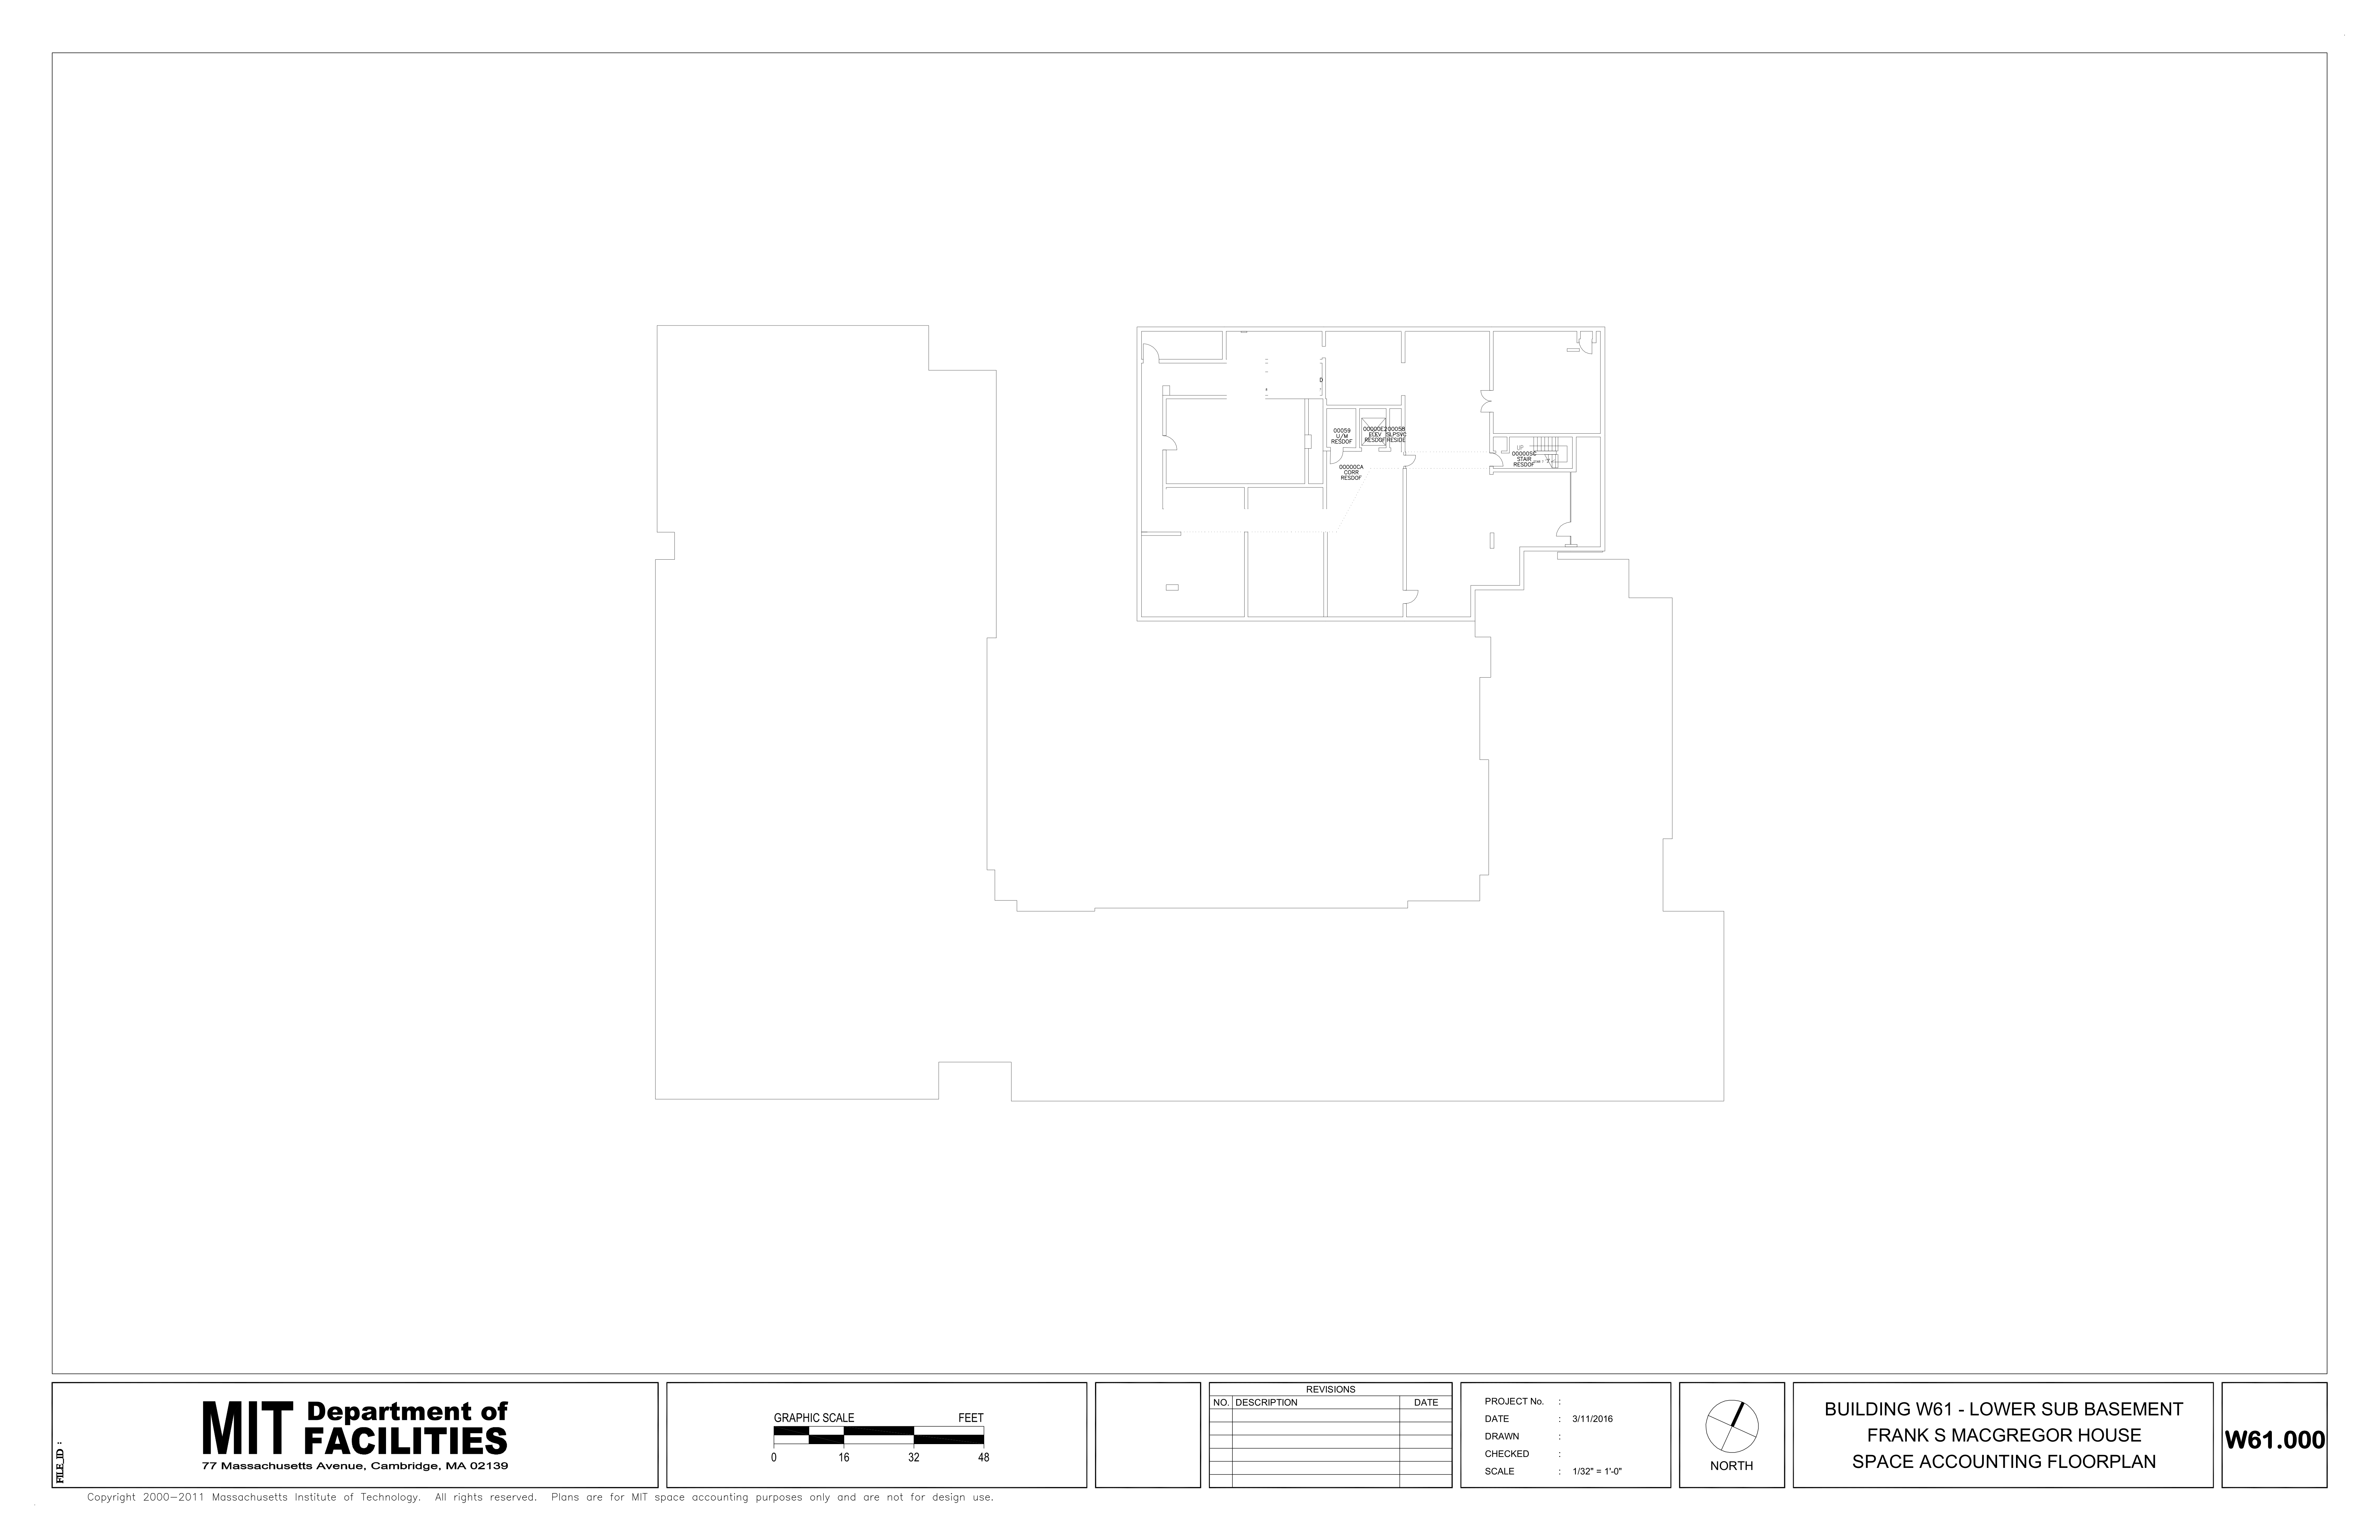 00059
U/M
RESDOF
00000E2
ELEV
RESDOF
00058
SLPSVC
RESIDE
00000CA
CORR
RESDOF
UP
00000SC
STAIR
RESDOF
MIT Department of
FACILITIES
77 Massachusetts Avenue, Cambridge, MA 02139
FILE_ID :
GRAPHIC SCALE FEET
0 16 32 48
REVISIONS
NO. DESCRIPTION DATE
PROJECT No. :
DATE : 3/11/2016
DRAWN :
CHECKED :
SCALE : 1/32" = 1'-0"
NORTH
BUILDING W61 - LOWER SUB BASEMENT
FRANK S MACGREGOR HOUSE
SPACE ACCOUNTING FLOORPLAN
W61.000
Copyright 2000-2011 Massachusetts Institute of Technology. All rights reserved. Plans are for MIT space accounting purposes only and are not for design use.